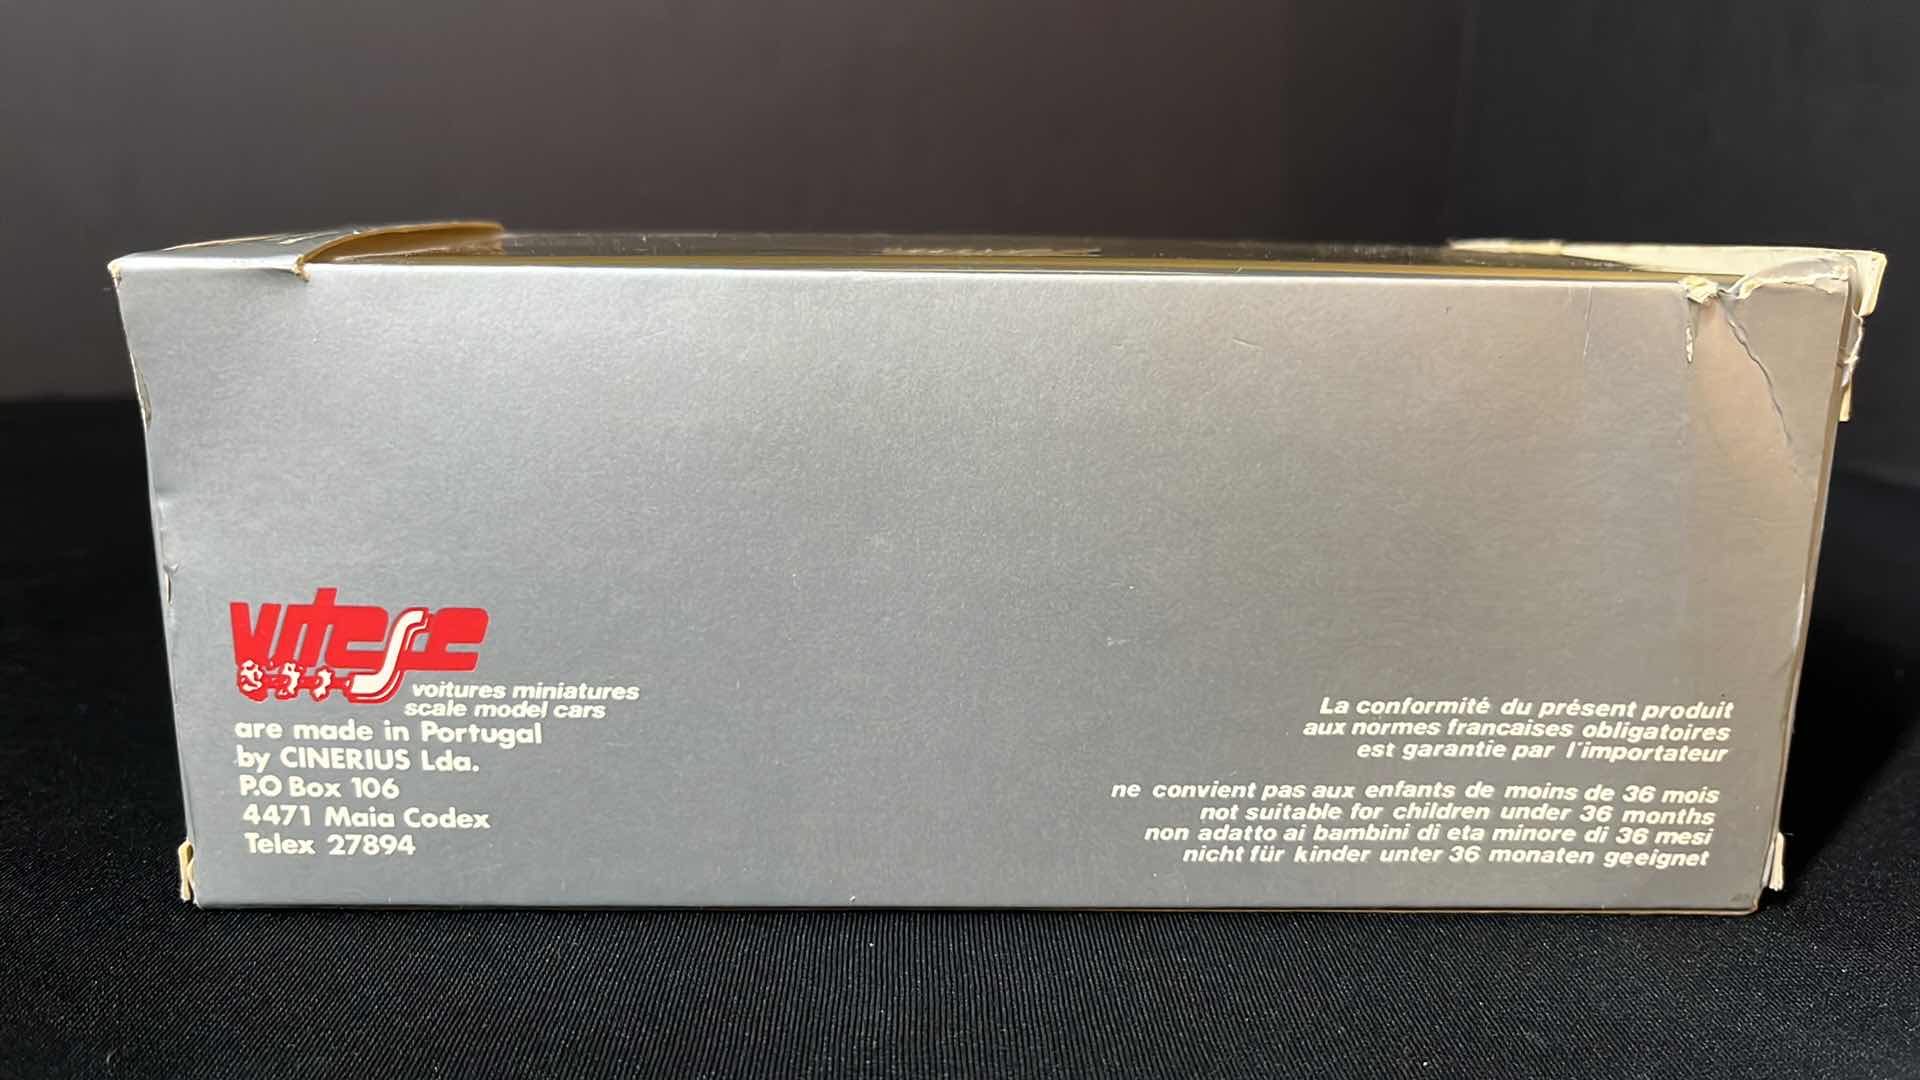 vitesse
voitures miniatures
scale model cars
are made in Portugal
by CINERIUS Lda.
P.O Box 106
4471 Maia Codex
Telex 27894
La conformité du présent produit
aux normes francaises obligatoires
est garantie par l'importateur
ne convient pas aux enfants de moins de 36 mois
not suitable for children under 36 months
non adatto ai bambini di eta minore di 36 mesi
nicht für kinder unter 36 monaten geeignet